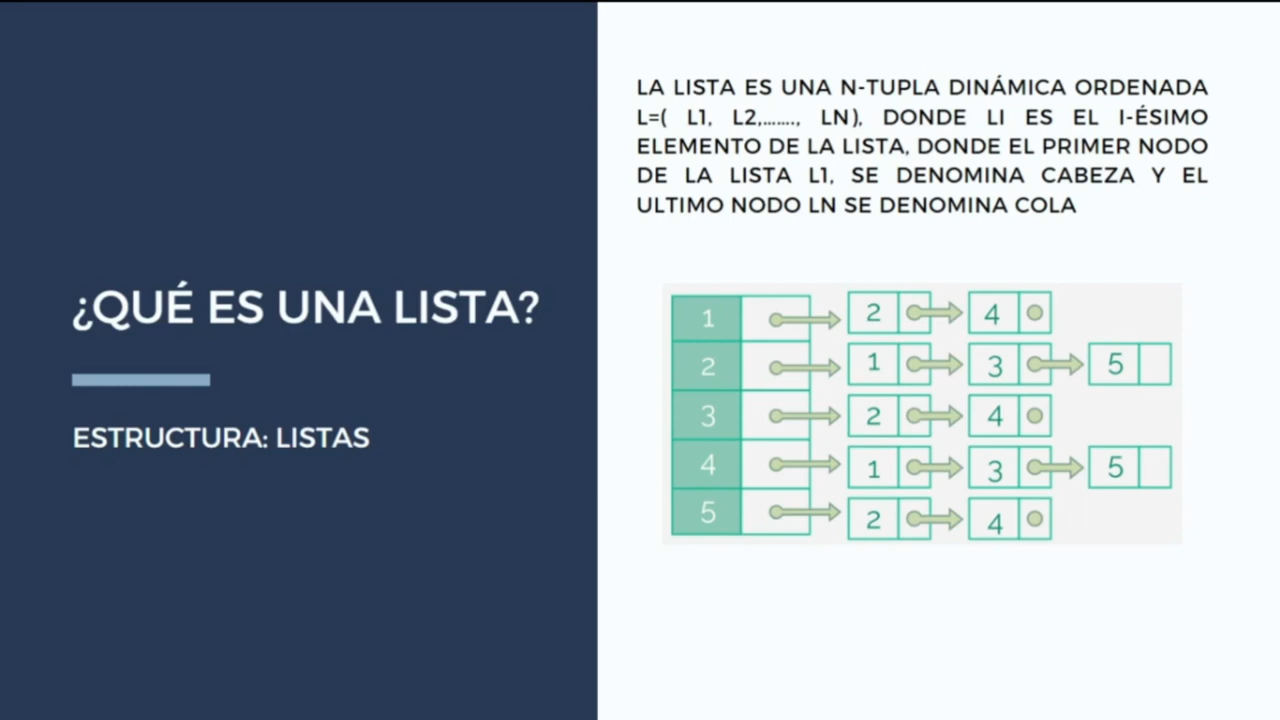 ¿QUÉ ES UNA LISTA?
ESTRUCTURA: LISTAS
LA LISTA ES UNA N-TUPLA DINÁMICA ORDENADA
L=( L1, L2,......., LN), DONDE LI ES EL I-ÉSIMO
ELEMENTO DE LA LISTA, DONDE EL PRIMER NODO
DE LA LISTA L1, SE DENOMINA CABEZA Y EL
ULTIMO NODO LN SE DENOMINA COLA
1 2 4
2 1 3 5
3 2 4
4 1 3 5
5 2 4